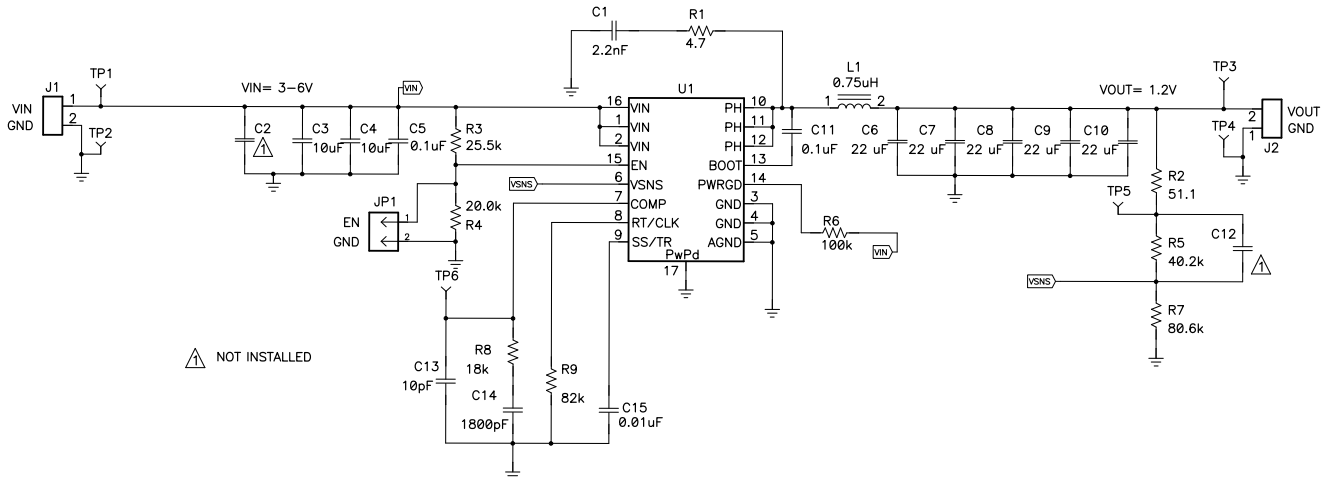 C1
2.2nF
R1
4.7
J1
VIN
GND
1
2
TP1
TP2
VIN= 3-6V
VIN
C2
1
C3
10uF
C4
10uF
C5
0.1uF
R3
25.5k
20.0k
R4
JP1
EN
GND
1
2
VSNS
U1
16
VIN
1
VIN
2
VIN
15
EN
6
VSNS
7
COMP
8
RT/CLK
9
SS/TR
PwPd
17
PH
10
PH
11
PH
12
BOOT
13
PWRGD
14
GND
3
GND
4
AGND
5
L1
0.75uH
1
2
C11
0.1uF
C6
22 uF
C7
22 uF
C8
22 uF
C9
22 uF
C10
22 uF
VOUT= 1.2V
TP3
TP4
VOUT
GND
2
1
J2
R6
100k
VIN
R2
51.1
TP5
R5
40.2k
C12
1
VSNS
R7
80.6k
TP6
C13
10pF
R8
18k
C14
1800pF
R9
82k
C15
0.01uF
1 NOT INSTALLED